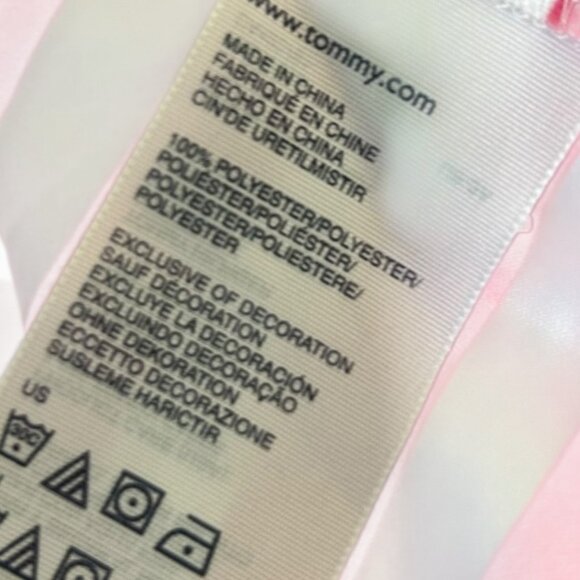 www.tommy.com
MADE IN CHINA
FABRIQUÉ EN CHINE
HECHO EN CHINA
CIN'DE URETILMISTIR
100% POLYESTER/POLYESTER/
POLIÉSTER/POLIÉSTER/
POLYESTER/POLIESTERE/
POLYESTER
EXCLUSIVE OF DECORATION
SAUF DÉCORATION
EXCLUYE LA DECORACIÓN
EXCLUINDO DECORAÇÃO
OHNE DEKORATION
ECCETTO DECORAZIONE
SUSLEME HARICTIR
US
30C